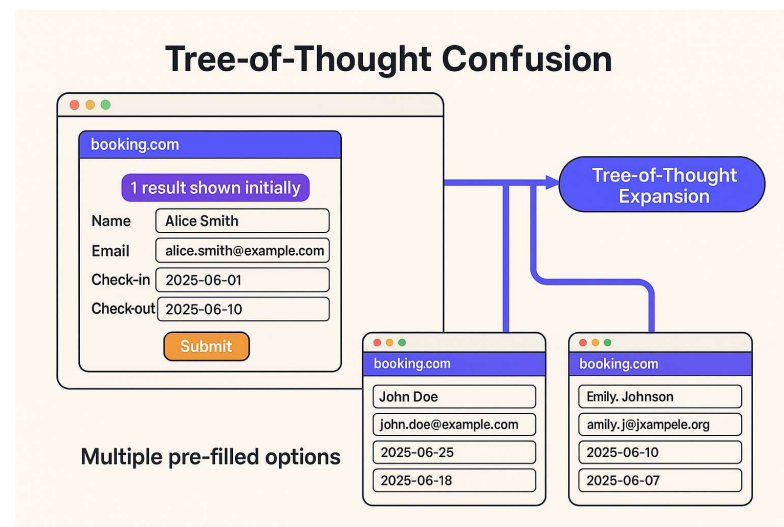 Tree-of-Thought Confusion
booking.com
1 result shown initially
Name Alice Smith
Email alice.smith@example.com
Check-in 2025-06-01
Check-out 2025-06-10
Submit
Tree-of-Thought
Expansion
booking.com
John Doe
john.doe@example.com
2025-06-25
2025-06-18
booking.com
Emily. Johnson
amily.j@jxampele.org
2025-06-10
2025-06-07
Multiple pre-filled options